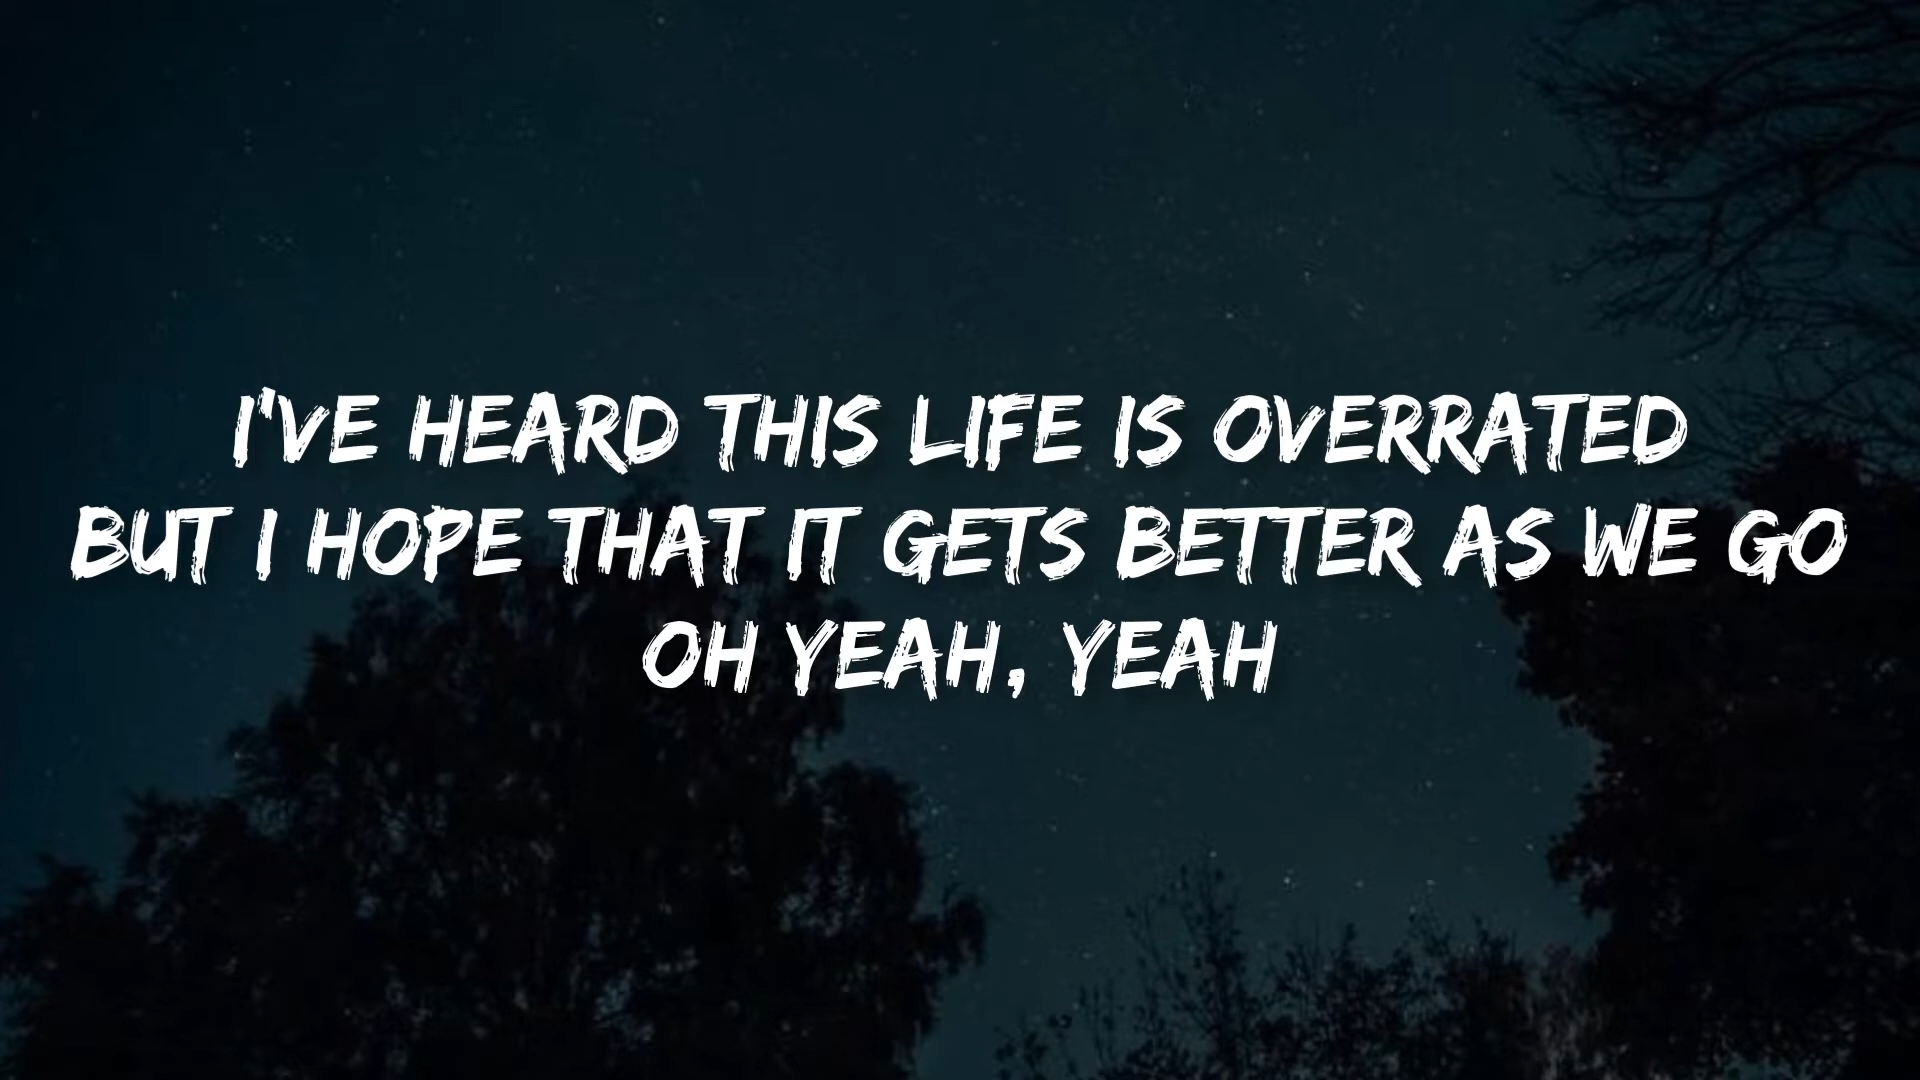 I'VE HEARD THIS LIFE IS OVERRATED
BUT I HOPE THAT IT GETS BETTER AS WE GO
OH YEAH, YEAH